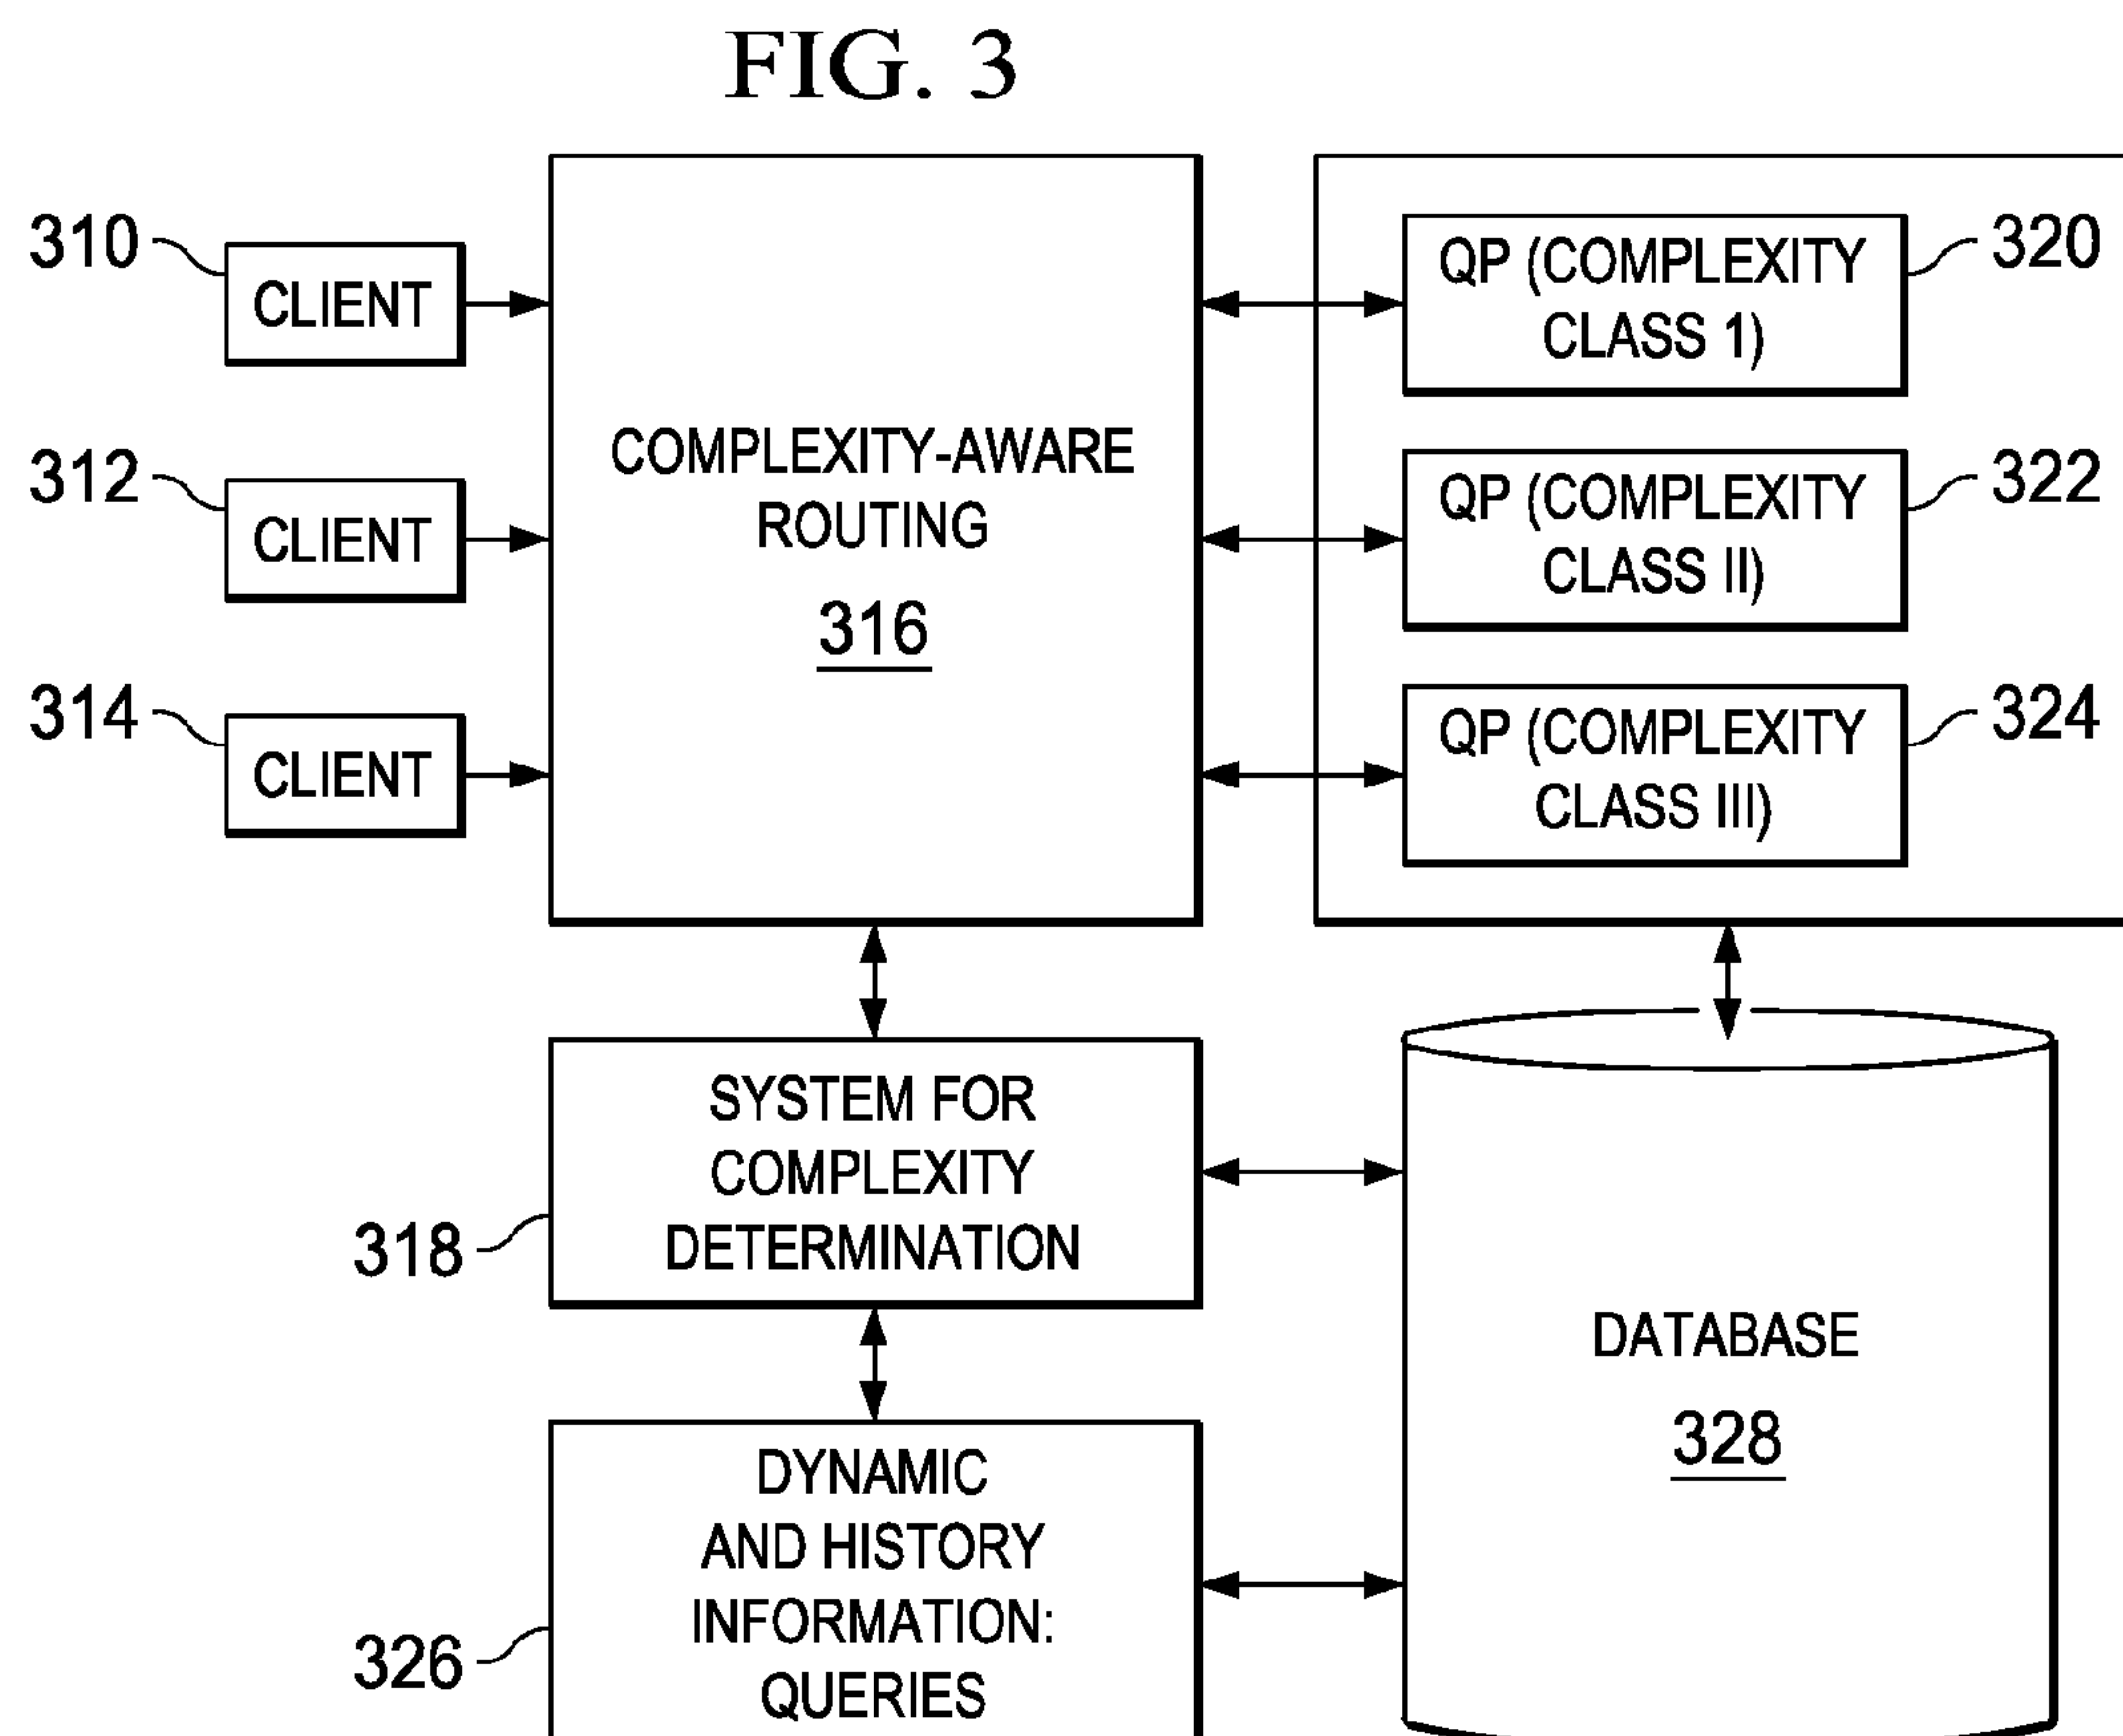 FIG. 3
310
CLIENT
312
CLIENT
314
CLIENT
COMPLEXITY-AWARE
ROUTING
316
QP (COMPLEXITY
CLASS 1)
320
QP (COMPLEXITY
CLASS II)
322
QP (COMPLEXITY
CLASS III)
324
SYSTEM FOR
COMPLEXITY
DETERMINATION
318
DYNAMIC
AND HISTORY
INFORMATION:
QUERIES
326
DATABASE
328